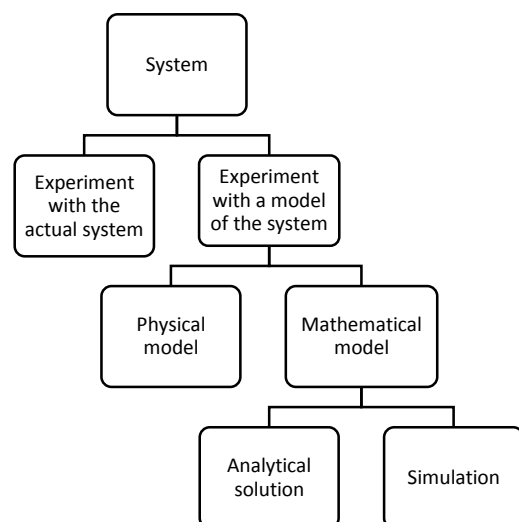 System
Experiment
with the
actual system
Experiment
with a model
of the system
Physical
model
Mathematical
model
Analytical
solution
Simulation